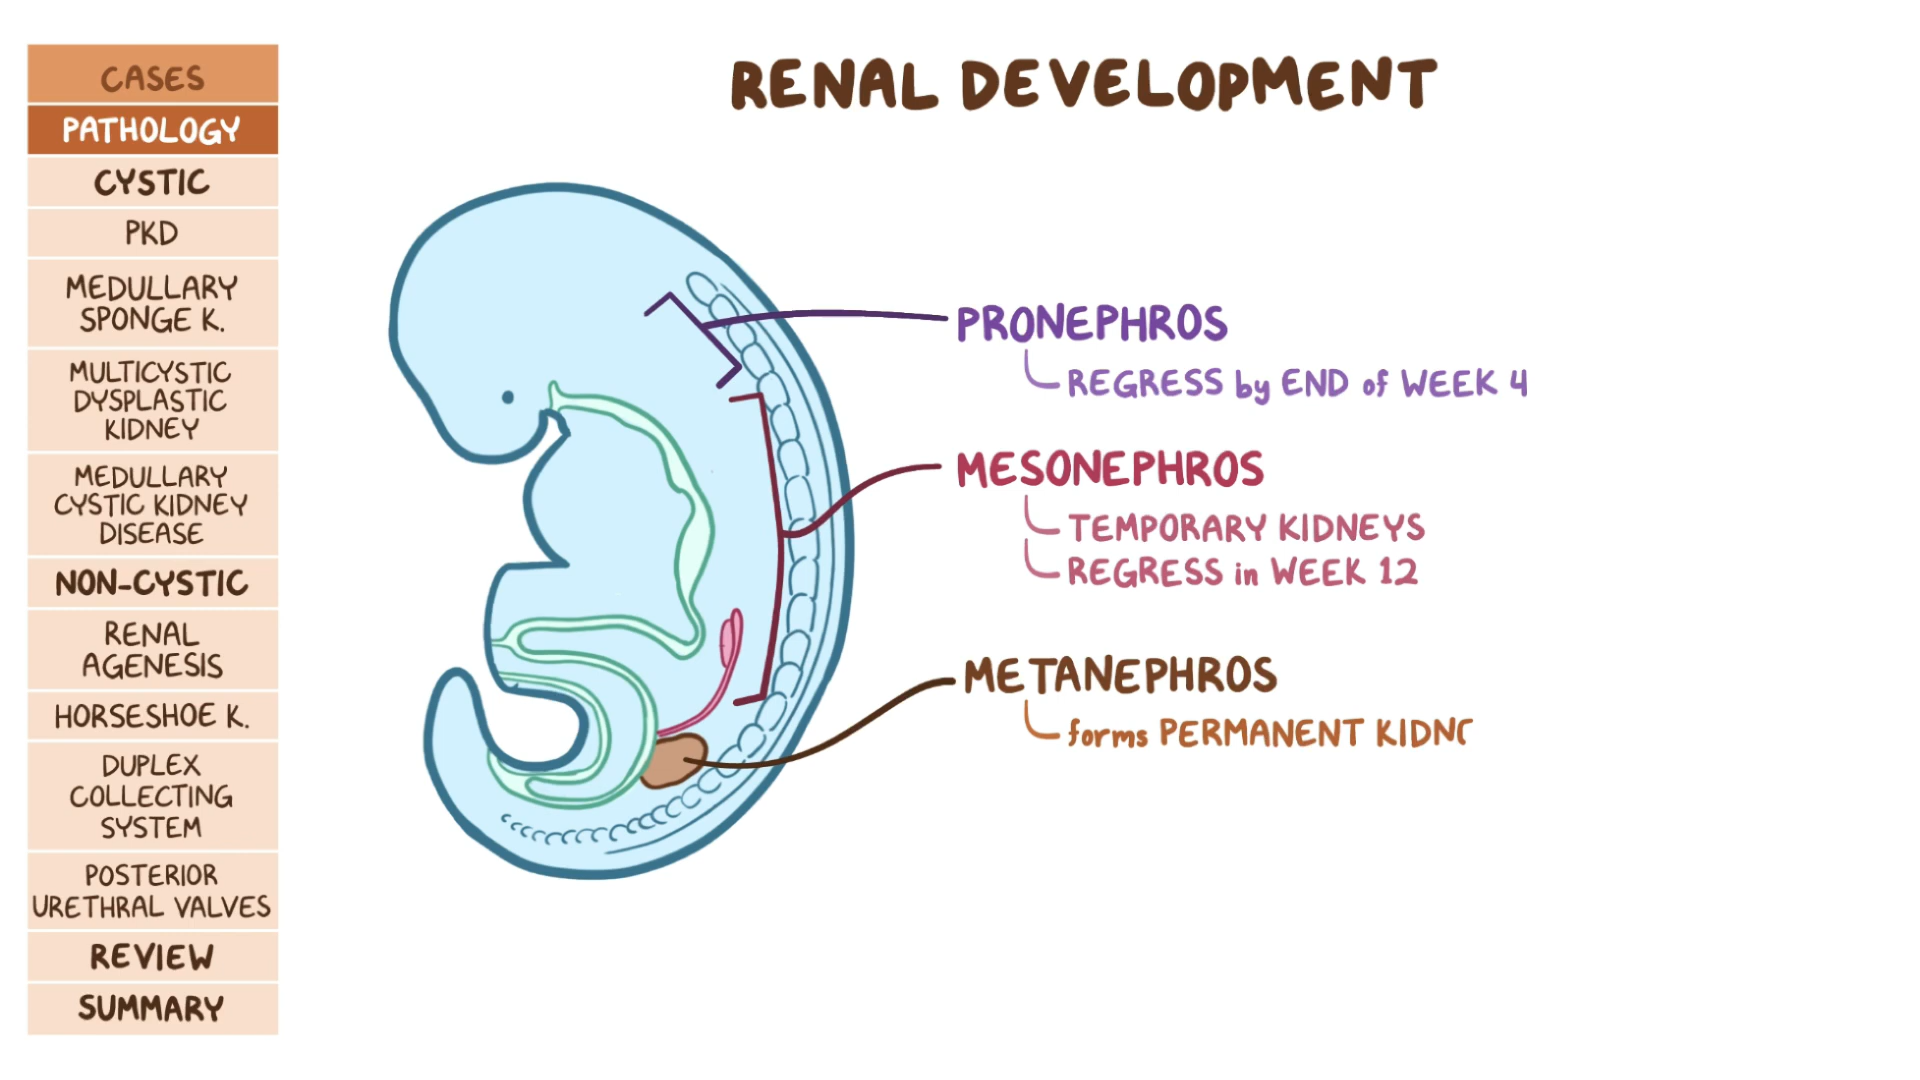 CASES
PATHOLOGY
CYSTIC
PKD
MEDULLARY
SPONGE K.
MULTICYSTIC
DYSPLASTIC
KIDNEY
MEDULLARY
CYSTIC KIDNEY
DISEASE
NON-CYSTIC
RENAL
AGENESIS
HORSESHOE K.
DUPLEX
COLLECTING
SYSTEM
POSTERIOR
URETHRAL VALVES
REVIEW
SUMMARY
RENAL DEVELOPMENT
PRONEPHROS
REGRESS by END of WEEK 4
MESONEPHROS
TEMPORARY KIDNEYS
REGRESS in WEEK 12
METANEPHROS
forms PERMANENT